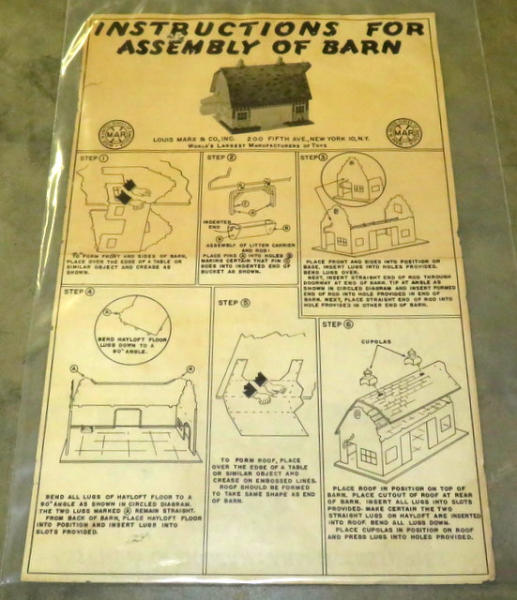 INSTRUCTIONS FOR
ASSEMBLY OF BARN
MARX
MARX
LOUIS MARX & CO., INC. 200 FIFTH AVE., NEW YORK 10, N.Y.
WORLD'S LARGEST MANUFACTURERS OF TOYS
STEP 1
TO FORM FRONT AND SIDES OF BARN,
PLACE OVER THE EDGE OF A TABLE OR
SIMILAR OBJECT AND CREASE AS
SHOWN.
STEP 2
INDENTED
END
ASSEMBLY OF LITTER CARRIER
AND ROD:
PLACE PINS A INTO HOLES B
MAKING CERTAIN THAT PIN C
GOES INTO INDENTED END OF
BUCKET AS SHOWN.
STEP 3
PLACE FRONT AND SIDES INTO POSITION OR
BASE, INSERT LUGS INTO HOLES PROVIDED.
BEND LUGS OVER.
NEXT, INSERT STRAIGHT END OF ROD THROUGH
DOORWAY AT END OF BARN. TIP AT ANGLE AS
SHOWN IN CIRCLED DIAGRAM AND INSERT FORMED
END OF ROD INTO HOLE PROVIDED IN END OF
BARN. NEXT, PLACE STRAIGHT END OF ROD INTO
HOLE PROVIDED IN OTHER END OF BARN.
STEP 4
BEND HAYLOFT FLOOR
LUGS DOWN TO A
90° ANGLE.
A
A
BEND ALL LUGS OF HAYLOFT FLOOR TO A
90° ANGLE AS SHOWN IN CIRCLED DIAGRAM.
THE TWO LUGS MARKED A REMAIN STRAIGHT.
FROM BACK OF BARN, PLACE HAYLOFT FLOOR
INTO POSITION AND INSERT LUGS INTO
SLOTS PROVIDED.
STEP 5
TO FORM ROOF, PLACE
OVER THE EDGE OF A TABLE
OR SIMILAR OBJECT AND
CREASE ON EMBOSSED LINES.
ROOF SHOULD BE FORMED
TO TAKE SAME SHAPE AS END
OF BARN.
STEP 6
CUPOLAS
PLACE ROOF IN POSITION ON TOP OF
BARN. PLACE CUTOUT OF ROOF AT REAR
OF BARN. INSERT ALL LUGS INTO SLOTS
PROVIDED. MAKE CERTAIN THE TWO
STRAIGHT LUGS ON HAYLOFT ARE INSERTED
INTO ROOF. BEND ALL LUGS DOWN.
PLACE CUPOLAS IN POSITION ON ROOF
AND PRESS LUGS INTO HOLES PROVIDED.